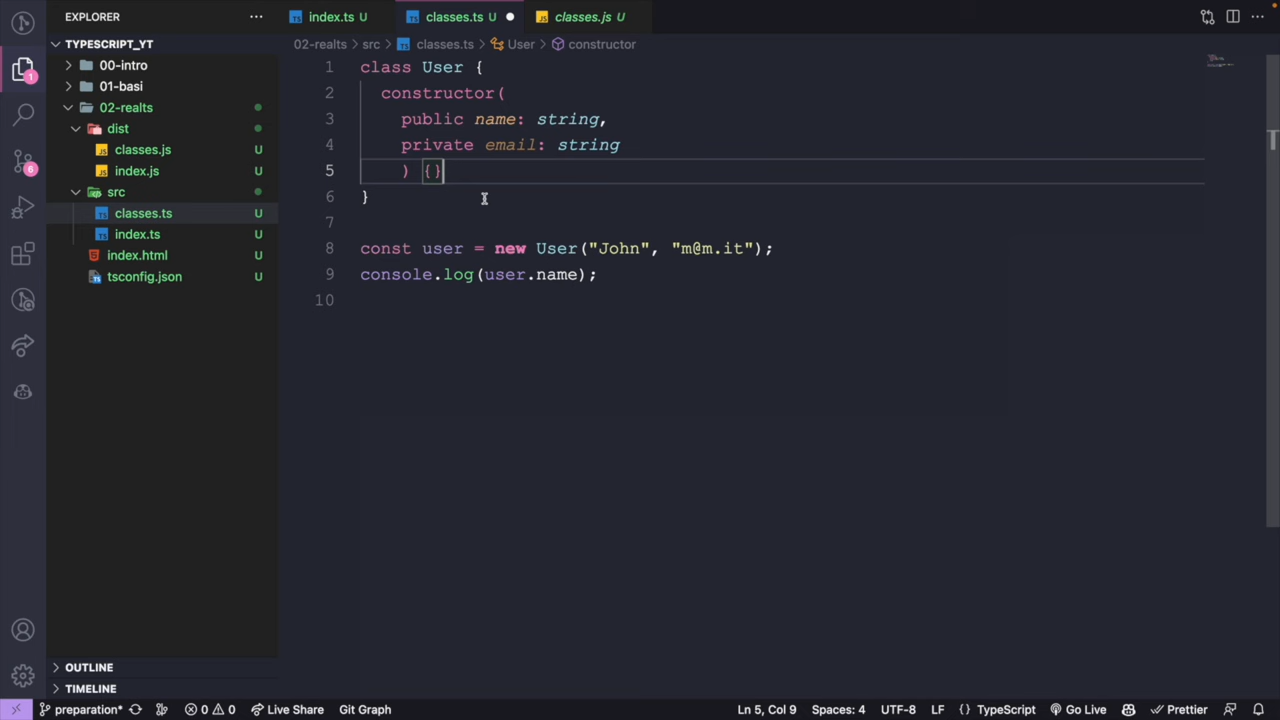 EXPLORER
index.ts U
classes.ts U
classes.js U
TYPESCRIPT_YT
02-realts > src > classes.ts > User > constructor
00-intro
01-basi
02-realts
dist
classes.js U
index.js U
src
classes.ts U
index.ts U
index.html U
tsconfig.json U
1 class User {
2 constructor(
3 public name: string,
4 private email: string
5 ) {}
6 }
7
8 const user = new User("John", "m@m.it");
9 console.log(user.name);
10
1
6
OUTLINE
TIMELINE
preparation* 0 0 Live Share Git Graph Ln 5, Col 9 Spaces: 4 UTF-8 LF {} TypeScript Go Live Prettier